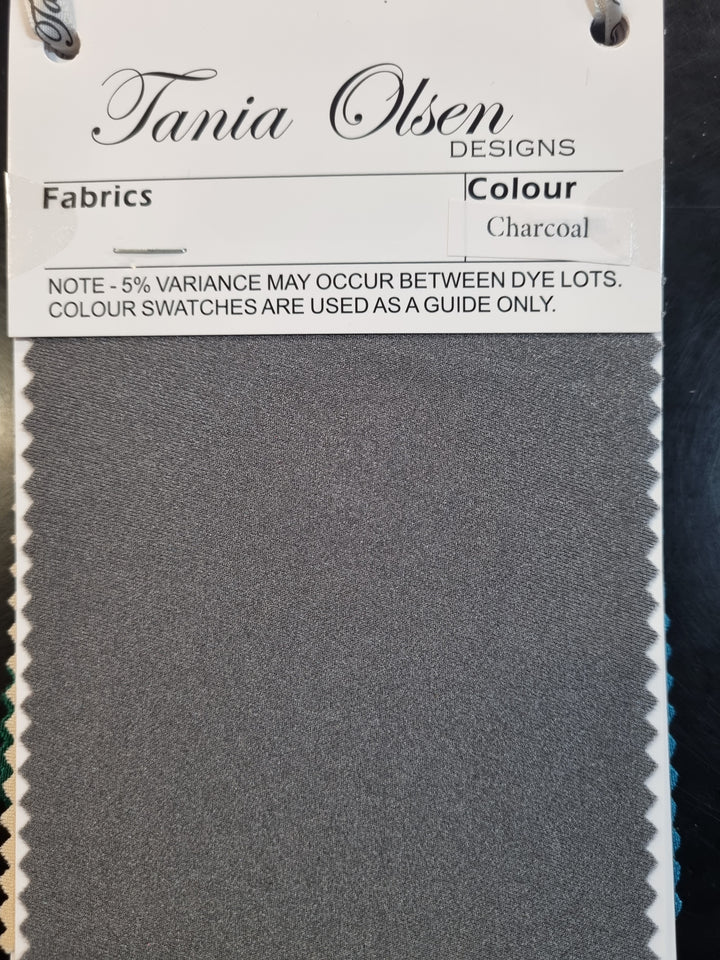 Tania Olsen
DESIGNS
Fabrics
Colour
Charcoal
NOTE - 5% VARIANCE MAY OCCUR BETWEEN DYE LOTS.
COLOUR SWATCHES ARE USED AS A GUIDE ONLY.